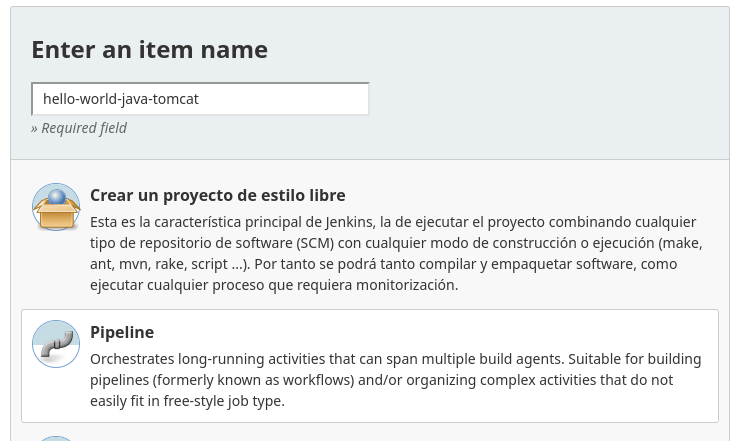 Enter an item name
hello-world-java-tomcat
» Required field
Crear un proyecto de estilo libre
Esta es la característica principal de Jenkins, la de ejecutar el proyecto combinando cualquier
tipo de repositorio de software (SCM) con cualquier modo de construcción o ejecución (make,
ant, mvn, rake, script ...). Por tanto se podrá tanto compilar y empaquetar software, como
ejecutar cualquier proceso que requiera monitorización.
Pipeline
Orchestrates long-running activities that can span multiple build agents. Suitable for building
pipelines (formerly known as workflows) and/or organizing complex activities that do not
easily fit in free-style job type.